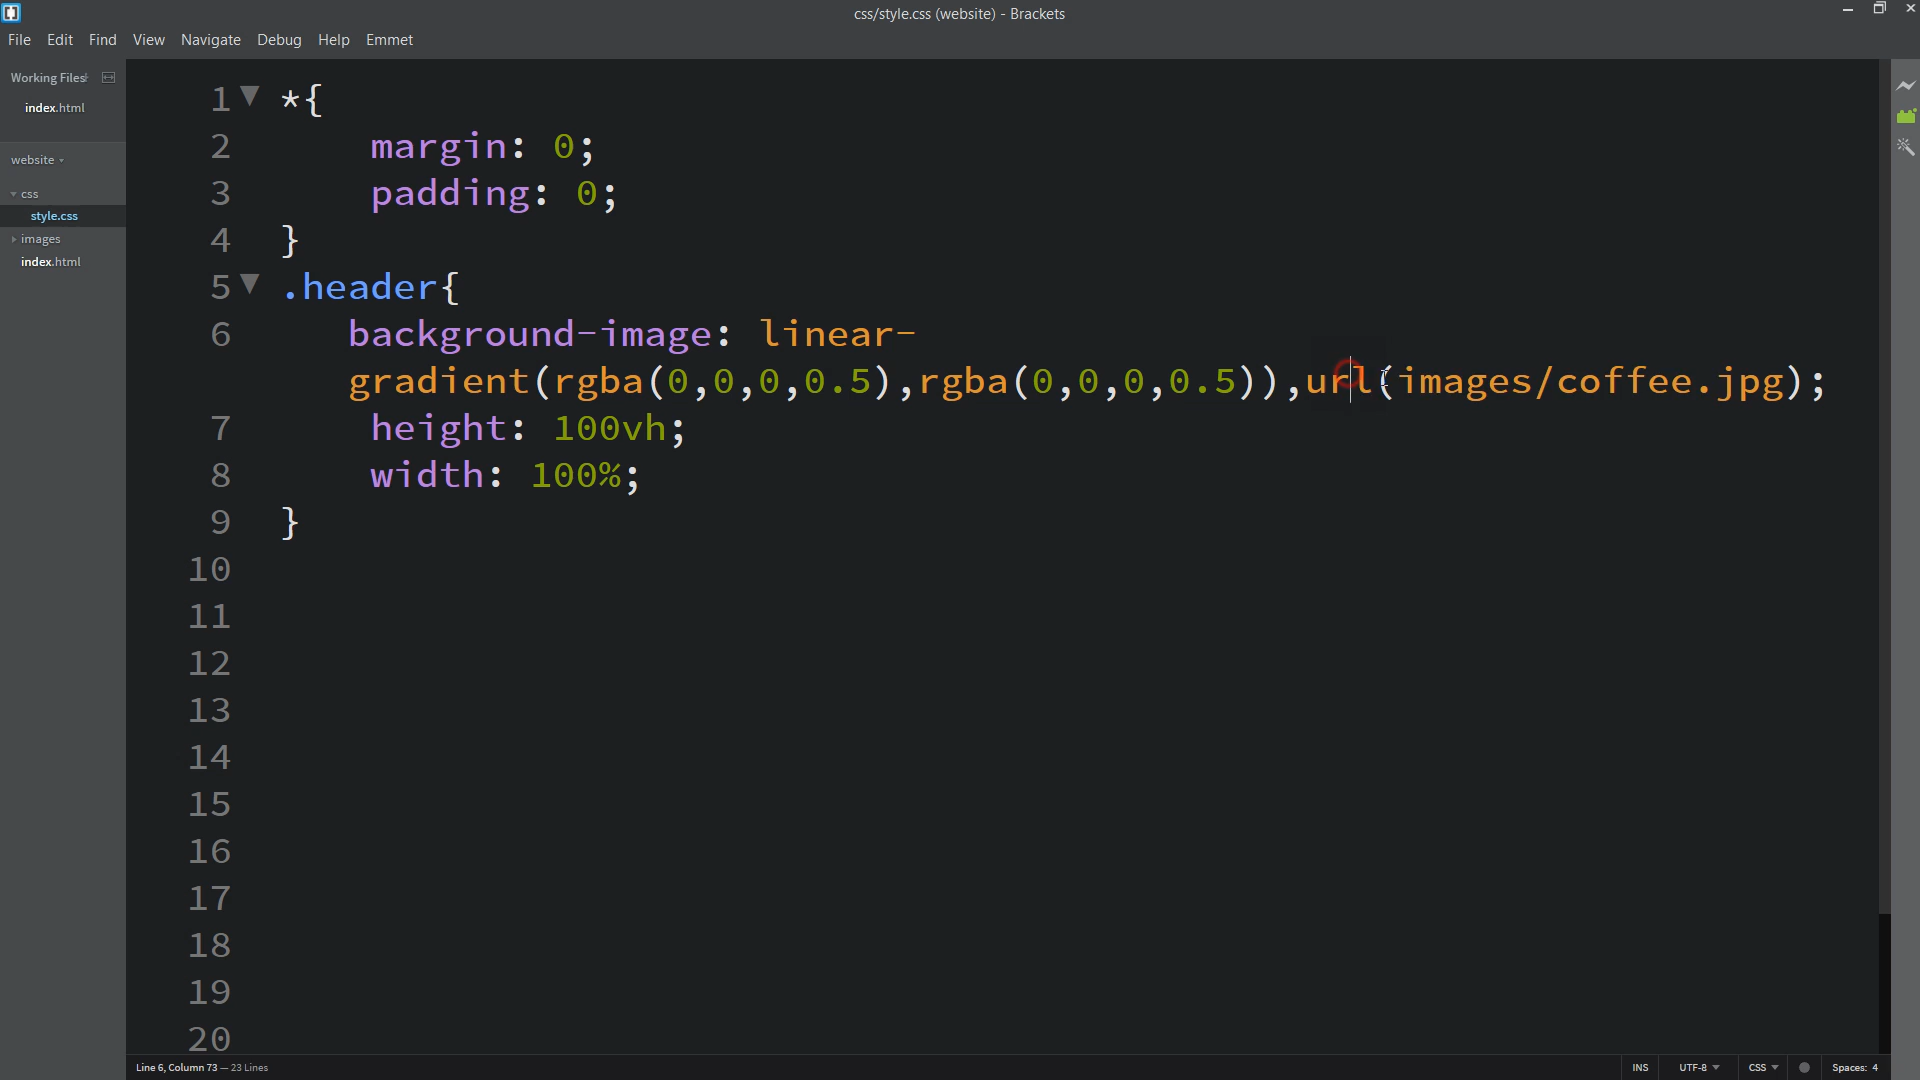 css/style.css (website) - Brackets
File Edit Find View Navigate Debug Help Emmet
Working Files
index.html
website
css
style.css
images
index.html
1 *{
2 margin: 0;
3 padding: 0;
4 }
5 .header{
6 background-image: linear-
gradient(rgba(0,0,0,0.5),rgba(0,0,0,0.5)),url(images/coffee.jpg);
7 height: 100vh;
8 width: 100%;
9 }
10
11
12
13
14
15
16
17
18
19
20
Line 6, Column 73 — 23 Lines
INS UTF-8 CSS Spaces: 4